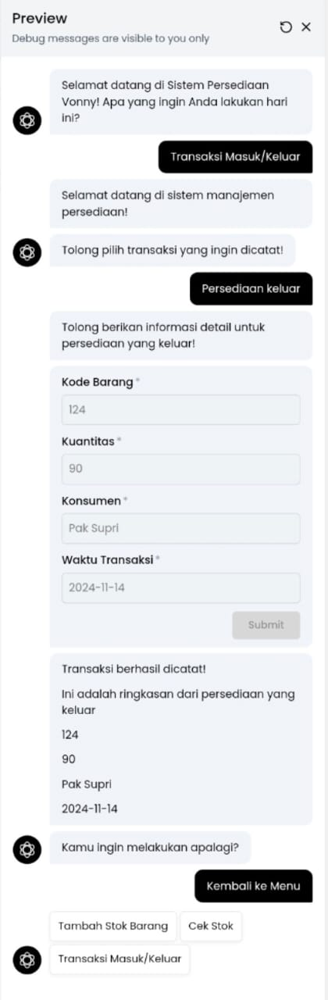 Preview
Debug messages are visible to you only
Selamat datang di Sistem Persediaan
Vonny! Apa yang ingin Anda lakukan hari
ini?
Transaksi Masuk/Keluar
Selamat datang di sistem manajemen
persediaan!
Tolong pilih transaksi yang ingin dicatat!
Persediaan keluar
Tolong berikan informasi detail untuk
persediaan yang keluar!
Kode Barang *
124
Kuantitas *
90
Konsumen *
Pak Supri
Waktu Transaksi *
2024-11-14
Submit
Transaksi berhasil dicatat!
Ini adalah ringkasan dari persediaan yang
keluar
124
90
Pak Supri
2024-11-14
Kamu ingin melakukan apalagi?
Kembali ke Menu
Tambah Stok Barang
Cek Stok
Transaksi Masuk/Keluar